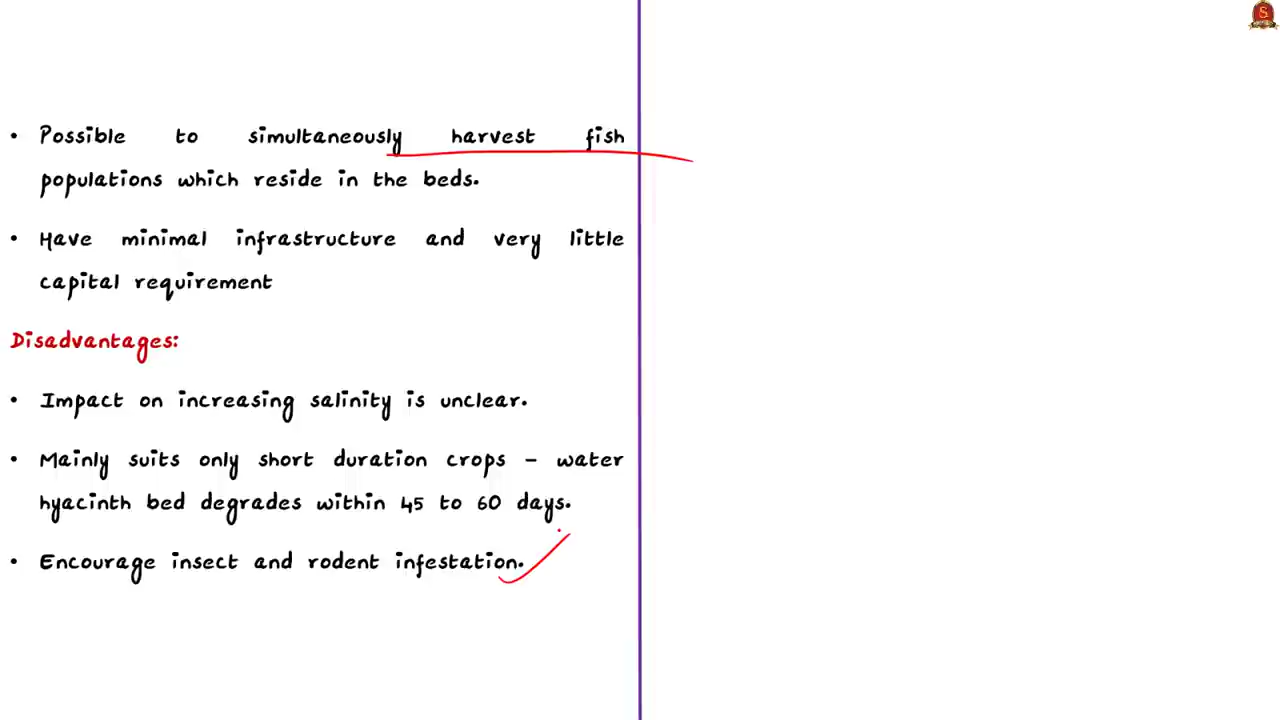 • Possible to simultaneously harvest fish
populations which reside in the beds.
• Have minimal infrastructure and very little
capital requirement
Disadvantages:
• Impact on increasing salinity is unclear.
• Mainly suits only short duration crops – water
hyacinth bed degrades within 45 to 60 days.
• Encourage insect and rodent infestation.